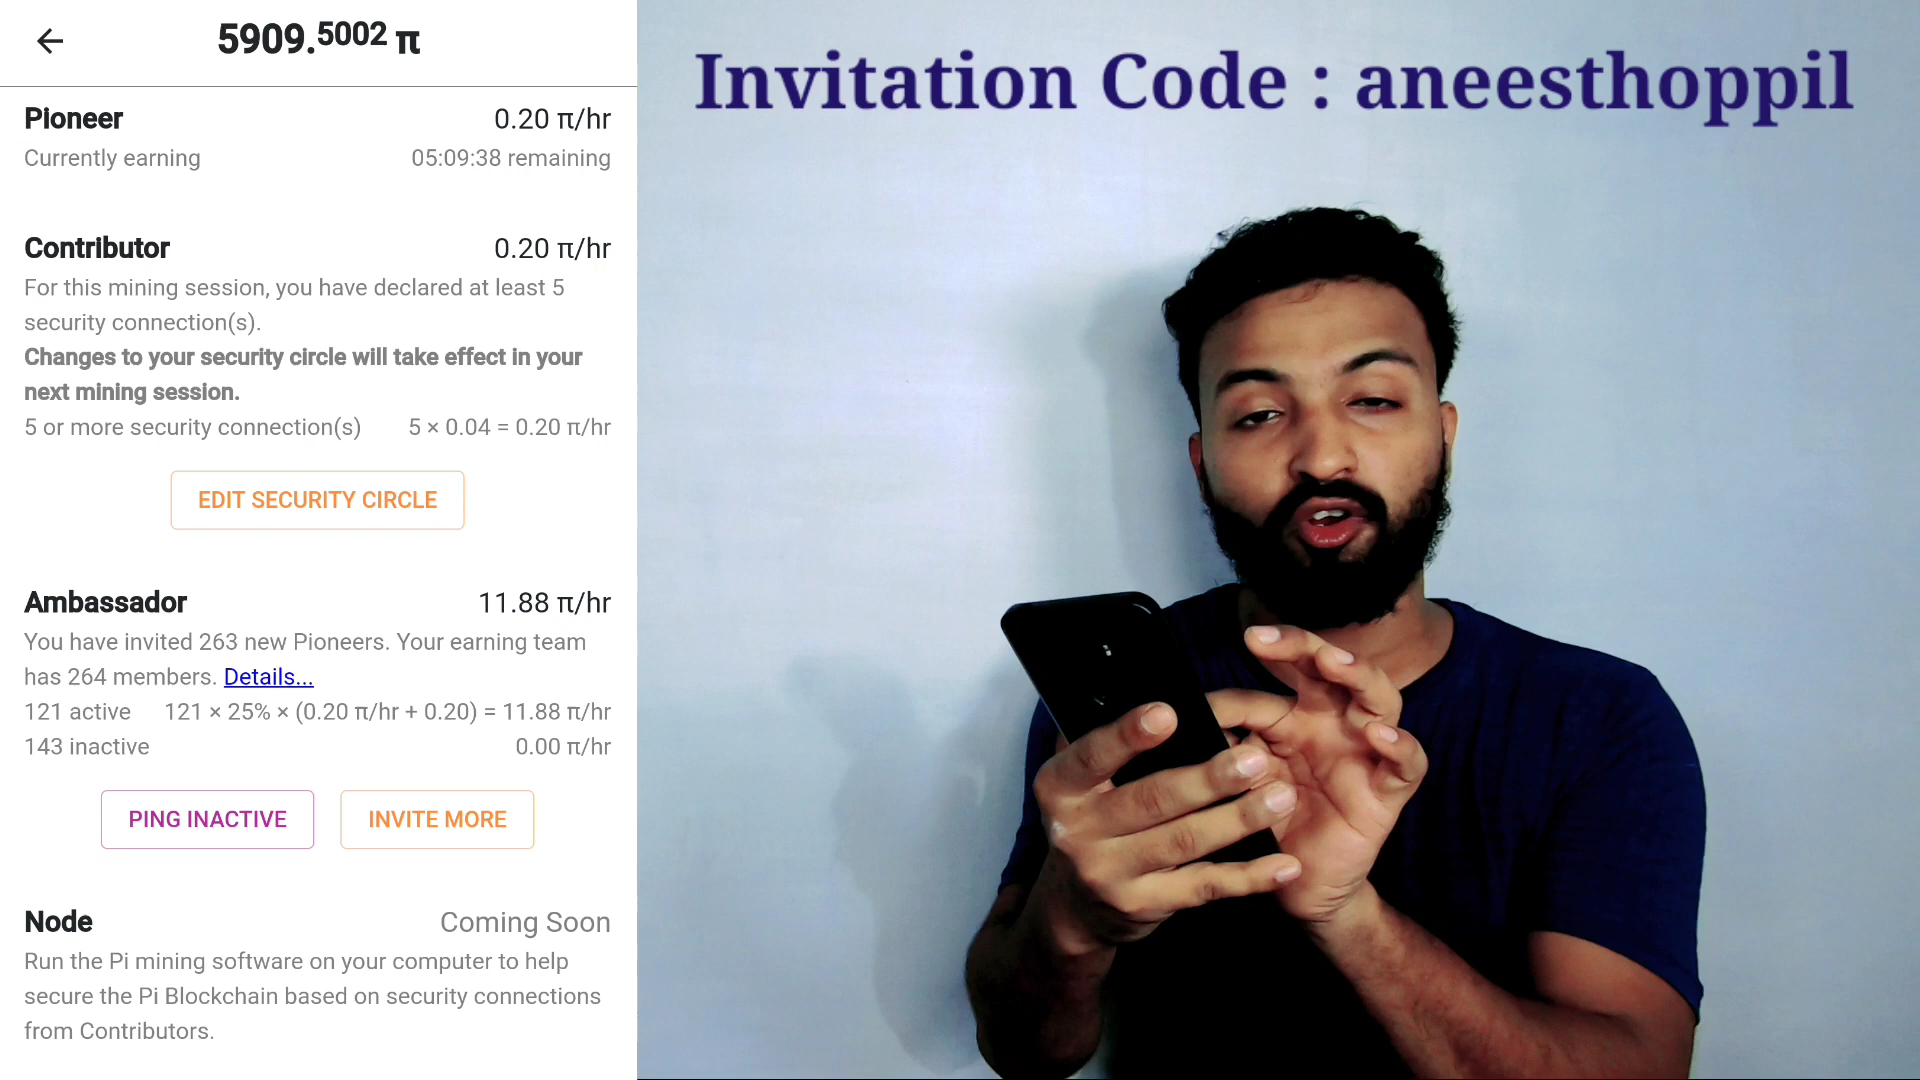 5909.5002 π
Pioneer 0.20 π/hr
Currently earning 05:09:38 remaining
Contributor 0.20 π/hr
For this mining session, you have declared at least 5
security connection(s).
Changes to your security circle will take effect in your
next mining session.
5 or more security connection(s) 5 × 0.04 = 0.20 π/hr
EDIT SECURITY CIRCLE
Ambassador 11.88 π/hr
You have invited 263 new Pioneers. Your earning team
has 264 members. Details...
121 active 121 × 25% × (0.20 π/hr + 0.20) = 11.88 π/hr
143 inactive 0.00 π/hr
PING INACTIVE INVITE MORE
Node Coming Soon
Run the Pi mining software on your computer to help
secure the Pi Blockchain based on security connections
from Contributors.
Invitation Code : aneesthoppil